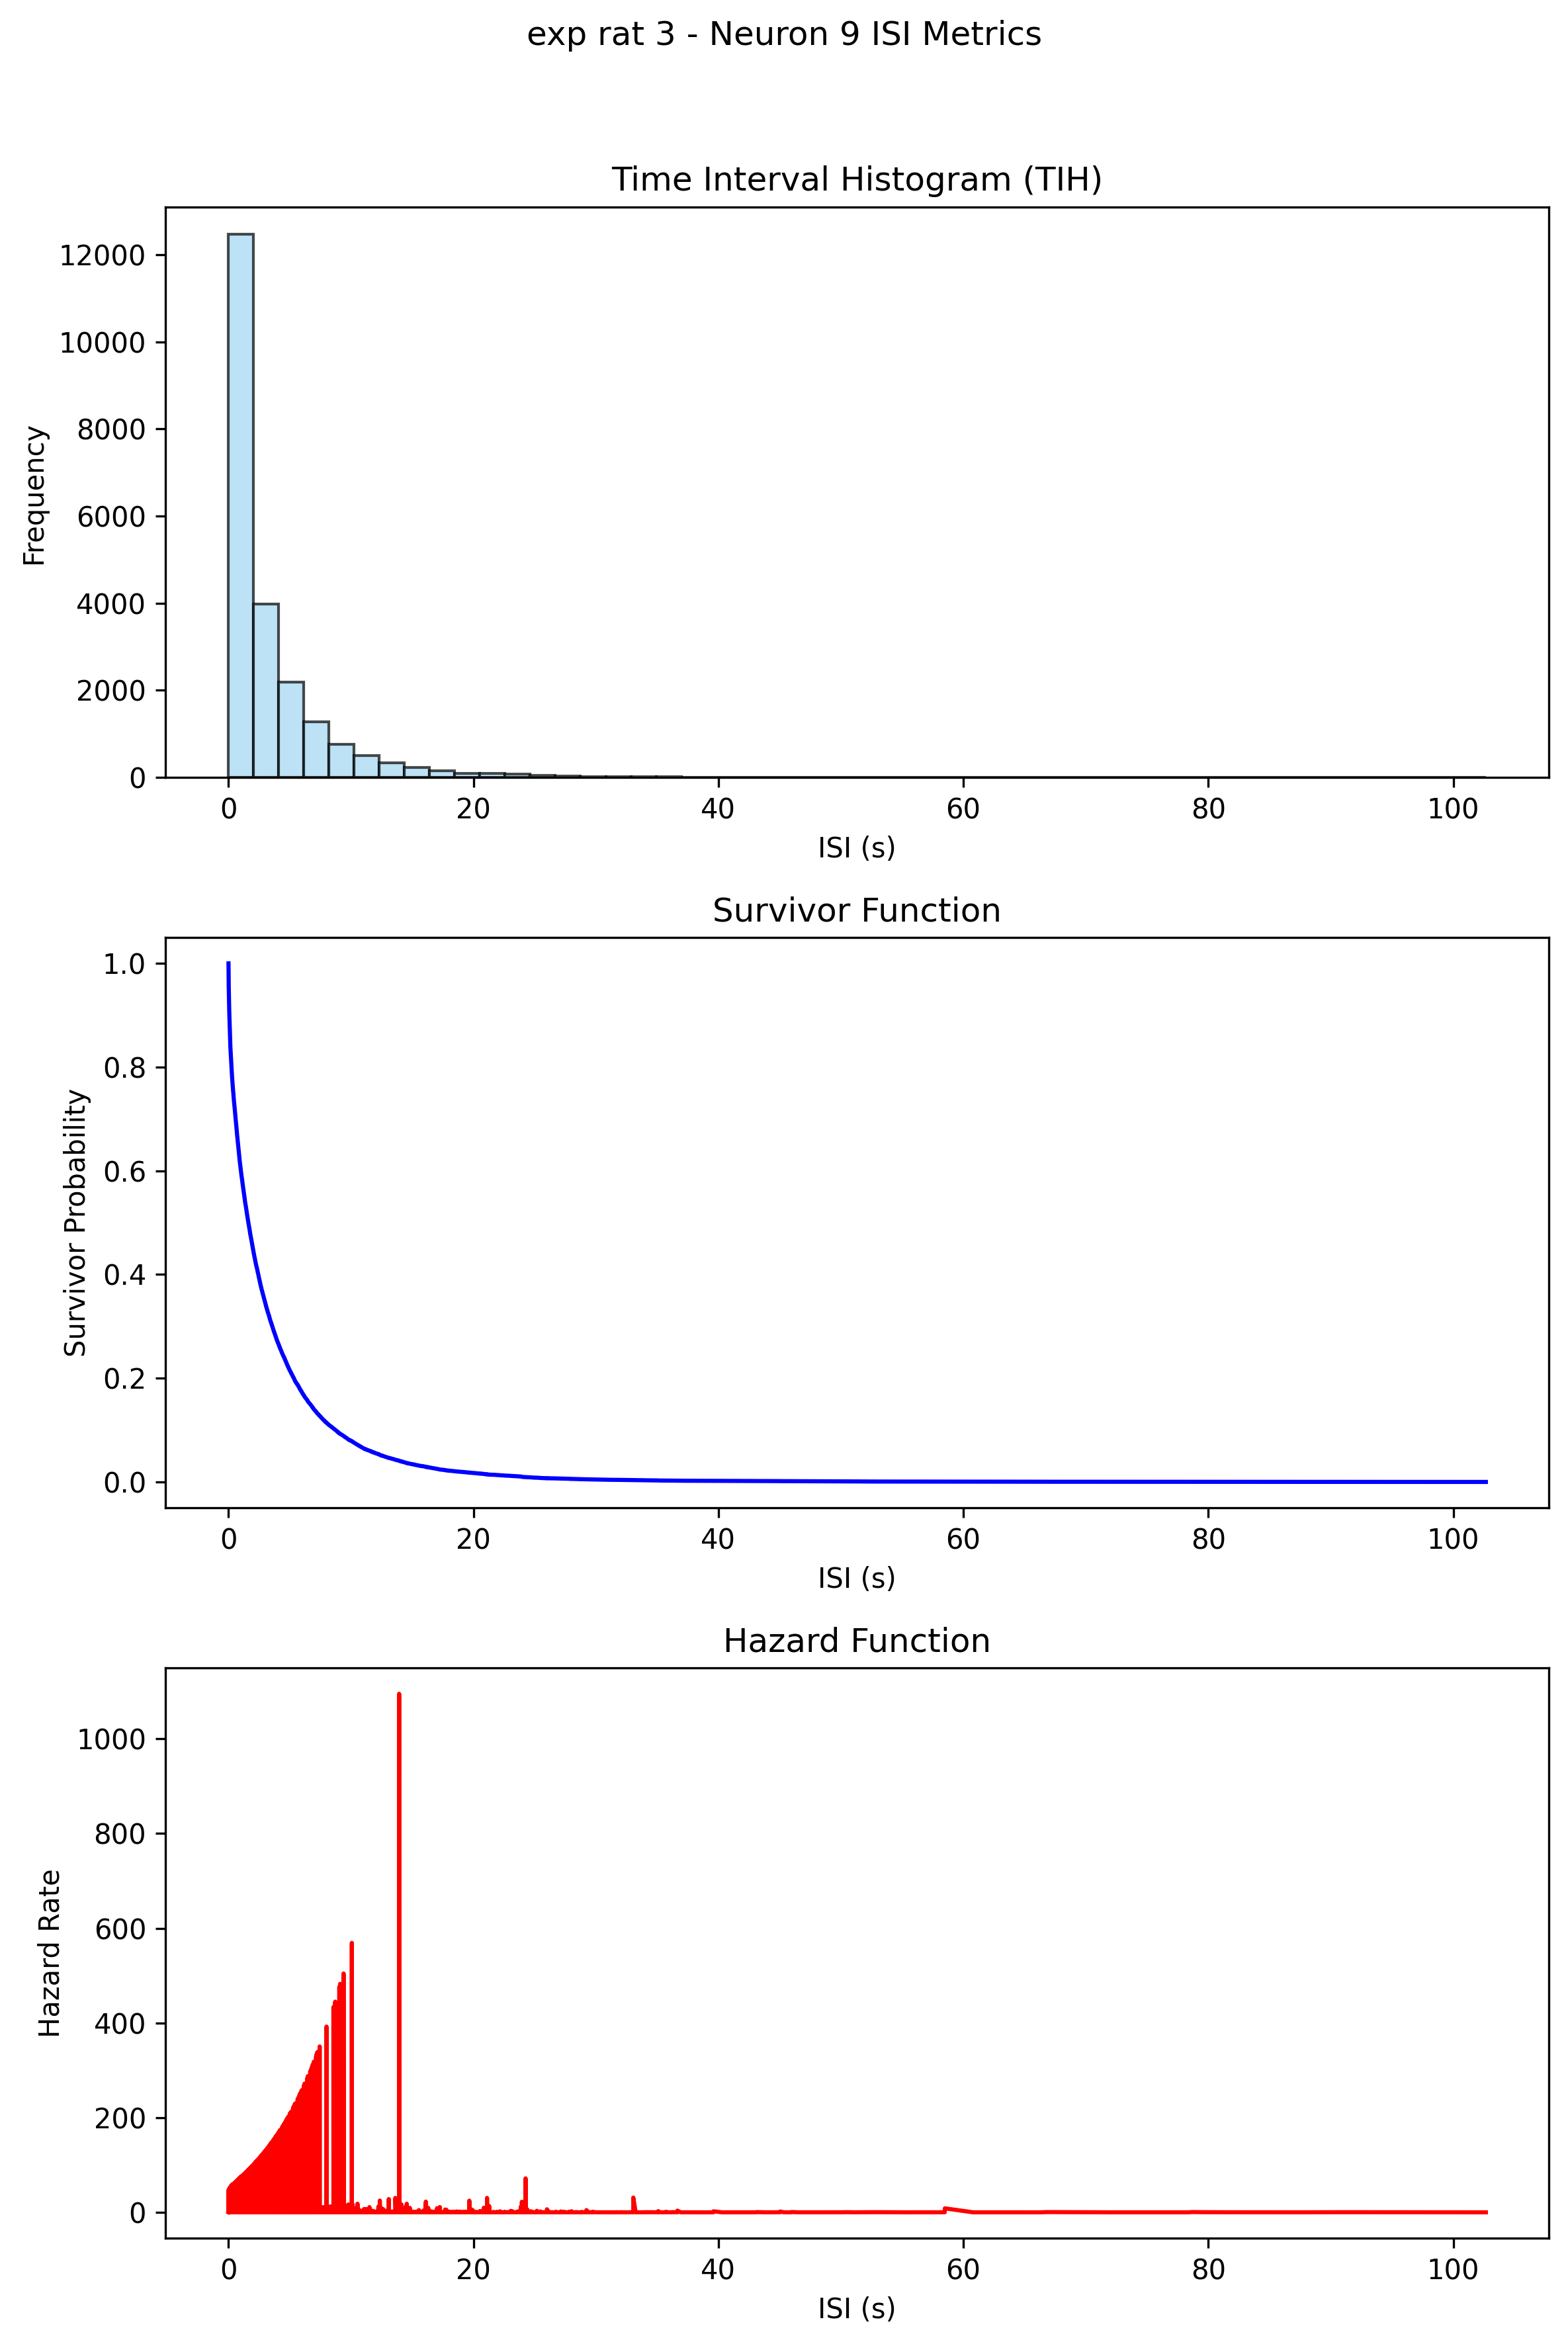 exp rat 3 - Neuron 9 ISI Metrics
Time Interval Histogram (TIH)
Frequency
12000
10000
8000
6000
4000
2000
0
0 20 40 60 80 100
ISI (s)
Survivor Function
Survivor Probability
1.0
0.8
0.6
0.4
0.2
0.0
0 20 40 60 80 100
ISI (s)
Hazard Function
Hazard Rate
1000
800
600
400
200
0
0 20 40 60 80 100
ISI (s)